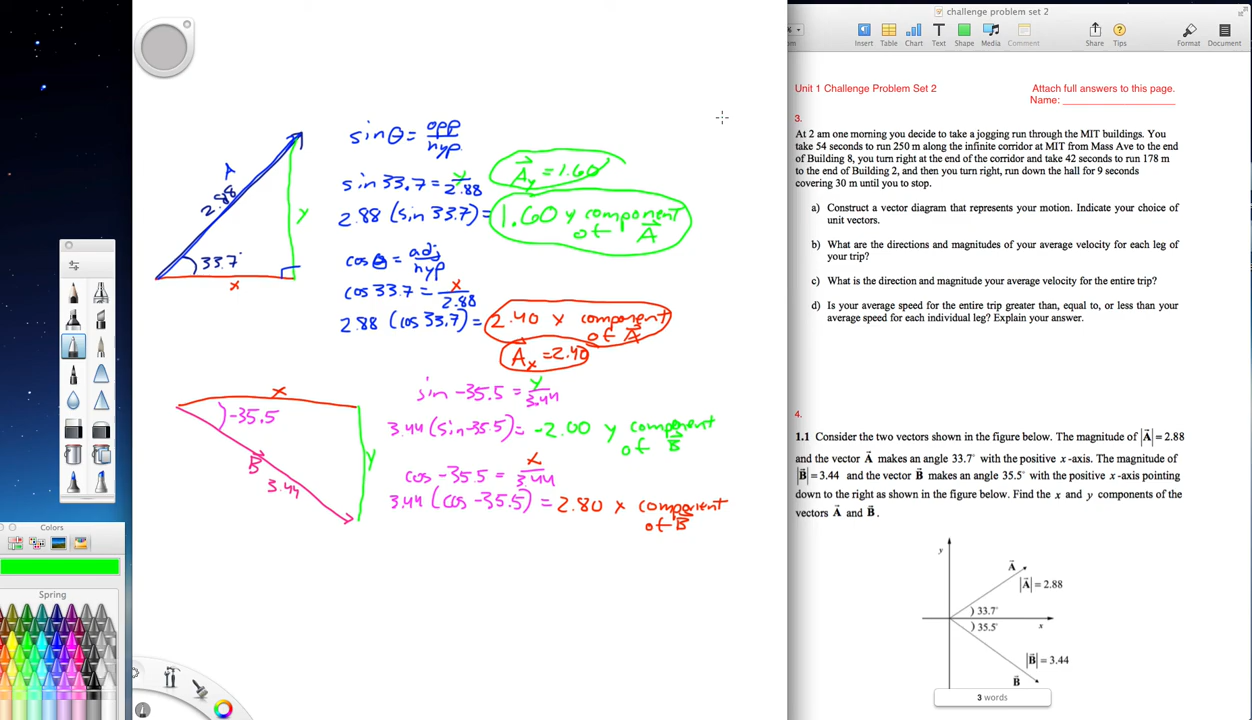 sin θ = opp/hyp
A
2.88
33.7°
x
y
sin 33.7 = y/2.88
2.88 (sin 33.7) = 1.60 y component of A
A_y = 1.60
cos θ = adj/hyp
cos 33.7 = x/2.88
2.88 (cos 33.7) = 2.40 x component of A
A_x = 2.40
x
-35.5
B
3.44
y
sin -35.5 = y/3.44
3.44 (sin -35.5) = -2.00 y component of B
cos -35.5 = x/3.44
3.44 (cos -35.5) = 2.80 x component of B
Colors
Spring
challenge problem set 2
%
Insert Table Chart Text Shape Media Comment Share Tips Format Document
Unit 1 Challenge Problem Set 2
Attach full answers to this page.
Name: ____________________
3.
At 2 am one morning you decide to take a jogging run through the MIT buildings. You
take 54 seconds to run 250 m along the infinite corridor at MIT from Mass Ave to the end
of Building 8, you turn right at the end of the corridor and take 42 seconds to run 178 m
to the end of Building 2, and then you turn right, run down the hall for 9 seconds
covering 30 m until you to stop.
a) Construct a vector diagram that represents your motion. Indicate your choice of
unit vectors.
b) What are the directions and magnitudes of your average velocity for each leg of
your trip?
c) What is the direction and magnitude your average velocity for the entire trip?
d) Is your average speed for the entire trip greater than, equal to, or less than your
average speed for each individual leg? Explain your answer.
4.
1.1 Consider the two vectors shown in the figure below. The magnitude of |A| = 2.88
and the vector A makes an angle 33.7° with the positive x-axis. The magnitude of
|B| = 3.44 and the vector B makes an angle 35.5° with the positive x-axis pointing
down to the right as shown in the figure below. Find the x and y components of the
vectors A and B.
y
A
|A| = 2.88
33.7°
35.5°
x
|B| = 3.44
B
3 words